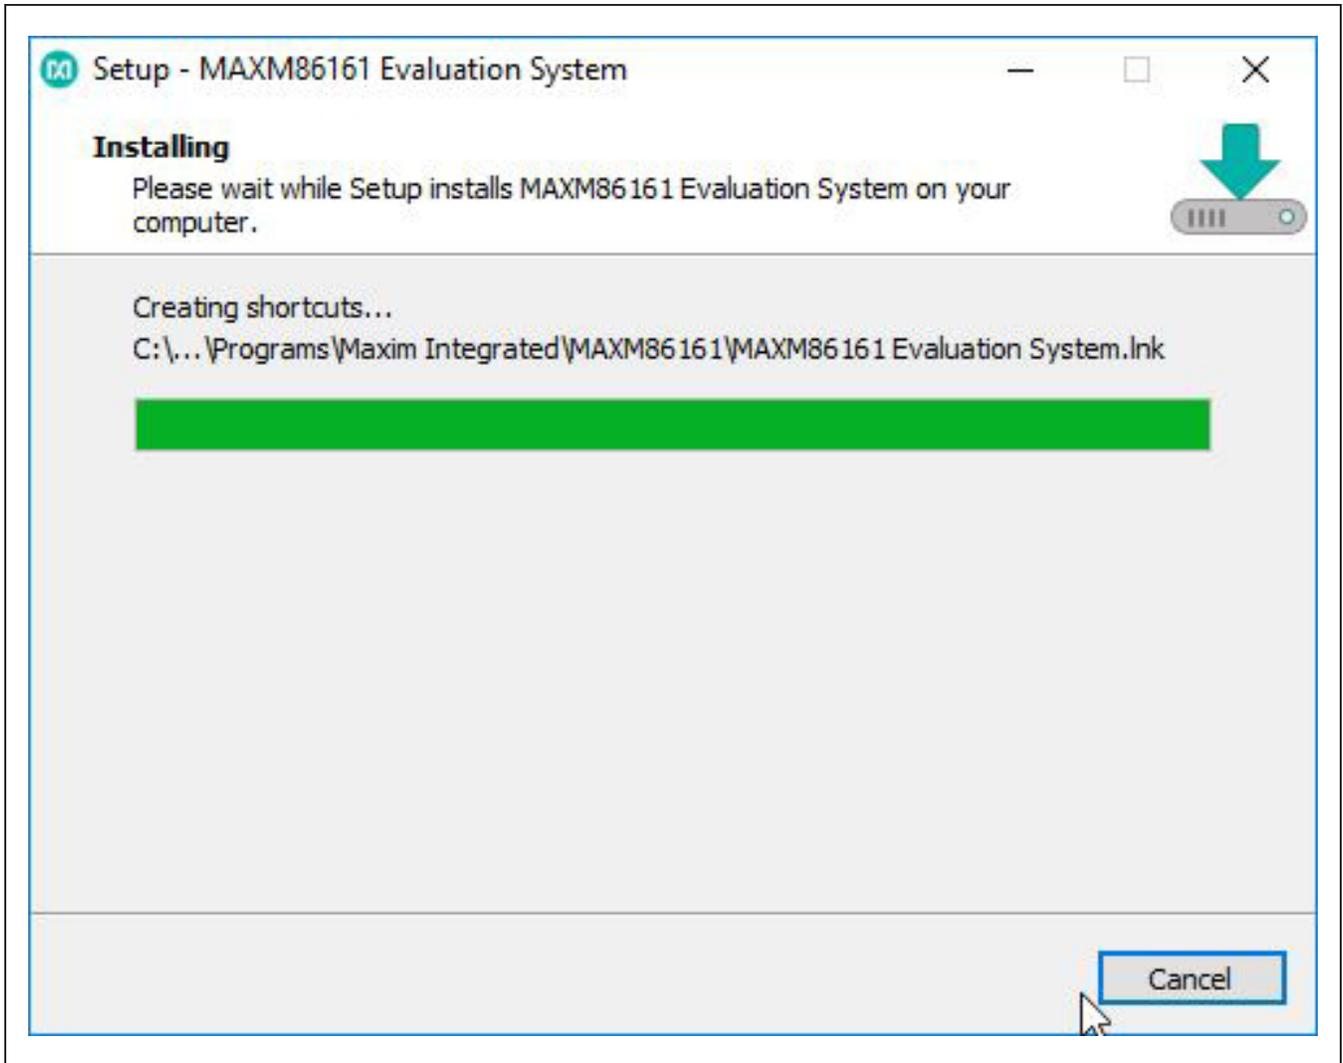 Setup - MAXM86161 Evaluation System
Installing
Please wait while Setup installs MAXM86161 Evaluation System on your
computer.
Creating shortcuts...
C:\...\Programs\Maxim Integrated\MAXM86161\MAXM86161 Evaluation System.lnk
Cancel